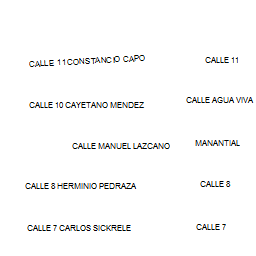 CALLE 11 CONSTANCIO CAPO
CALLE 11
CALLE 10 CAYETANO MENDEZ
CALLE AGUA VIVA
CALLE MANUEL LAZCANO
MANANTIAL
CALLE 8 HERMINIO PEDRAZA
CALLE 8
CALLE 7 CARLOS SICKRELE
CALLE 7